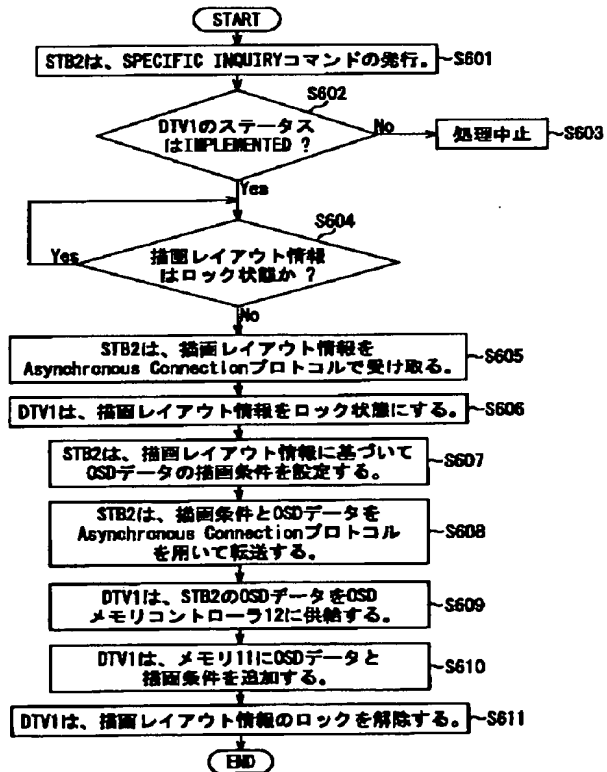 START
STB2は、SPECIFIC INQUIRYコマンドの発行。
S601
S602
DTV1のステータス
はIMPLEMENTED ?
No
処理中止
S603
Yes
S604
描画レイアウト情報
はロック状態か ?
Yes
No
STB2は、描画レイアウト情報を
Asynchronous Connectionプロトコルで受け取る。
S605
DTV1は、描画レイアウト情報をロック状態にする。
S606
STB2は、描画レイアウト情報に基づいて
OSDデータの描画条件を設定する。
S607
STB2は、描画条件とOSDデータを
Asynchronous Connectionプロトコル
を用いて転送する。
S608
DTV1は、STB2のOSDデータをOSD
メモリコントローラ12に供給する。
S609
DTV1は、メモリ11にOSDデータと
描画条件を追加する。
S610
DTV1は、描画レイアウト情報のロックを解除する。
S611
END